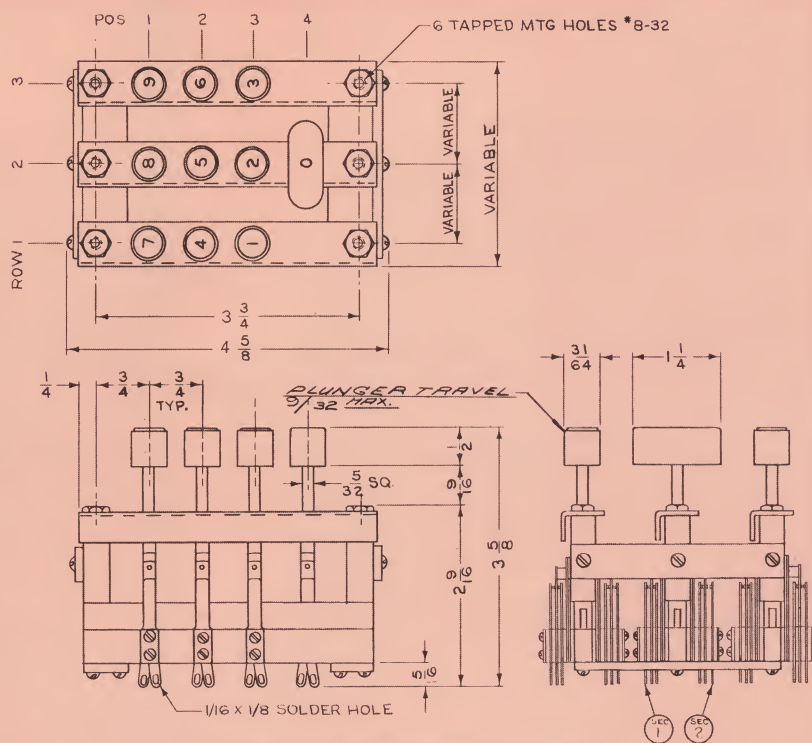 POS 1 2 3 4
6 TAPPED MTG HOLES #8-32
3
9 6 3
VARIABLE
VARIABLE
2
8 5 2 0
VARIABLE
ROW 1
7 4 1
3 3/4
4 5/8
1/4
3/4
3/4
TYP.
PLUNGER TRAVEL
9/32 MAX.
31/64
1 1/4
1/2
5/32 SQ.
9/16
3 5/8
2 9/16
5/16
1/16 X 1/8 SOLDER HOLE
SEC 1
SEC 2